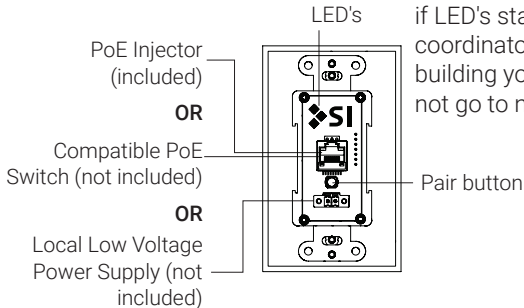 LED's
PoE Injector
(included)
OR
Compatible PoE
Switch (not included)
OR
Local Low Voltage
Power Supply (not
included)
SI
Pair button
if LED's sta
coordinato
building yo
not go to n